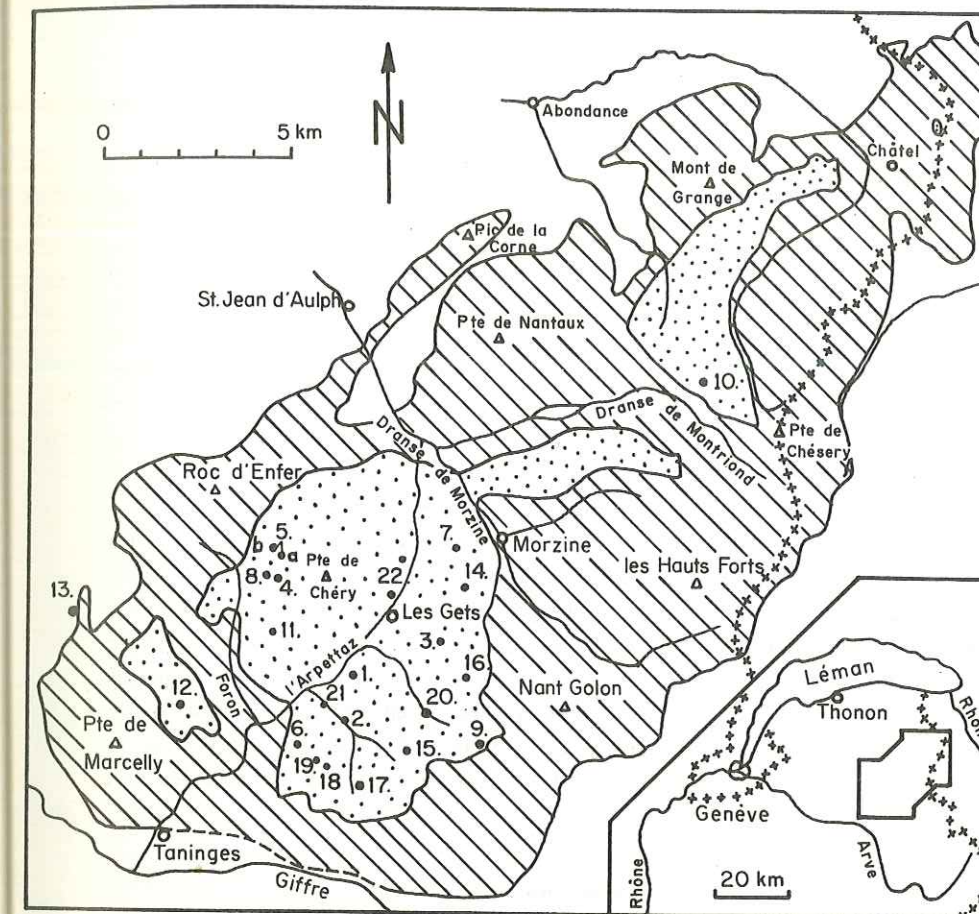 N
0 5 km
Abondance
Châtel
Mont de
Grange
Pic de la
Corne
St. Jean d'Aulph
Pte de Nantaux
10.
Dranse de Montriond
Pte de
Chésery
Dranse de Morzine
Roc d'Enfer
5.
b
a
7.
Morzine
Pte de
Chéry
8.
4.
22.
14.
les Hauts Forts
13.
Les Gets
11.
3.
l'Arpettaz
16.
12.
Foron
1.
Nant Golon
21
20
2.
Pte de
Marcelly
6.
15.
9.
19
18
17.
Taninges
Giffre
Léman
Thonon
Rhône
Genève
Arve
Rhône
20 km